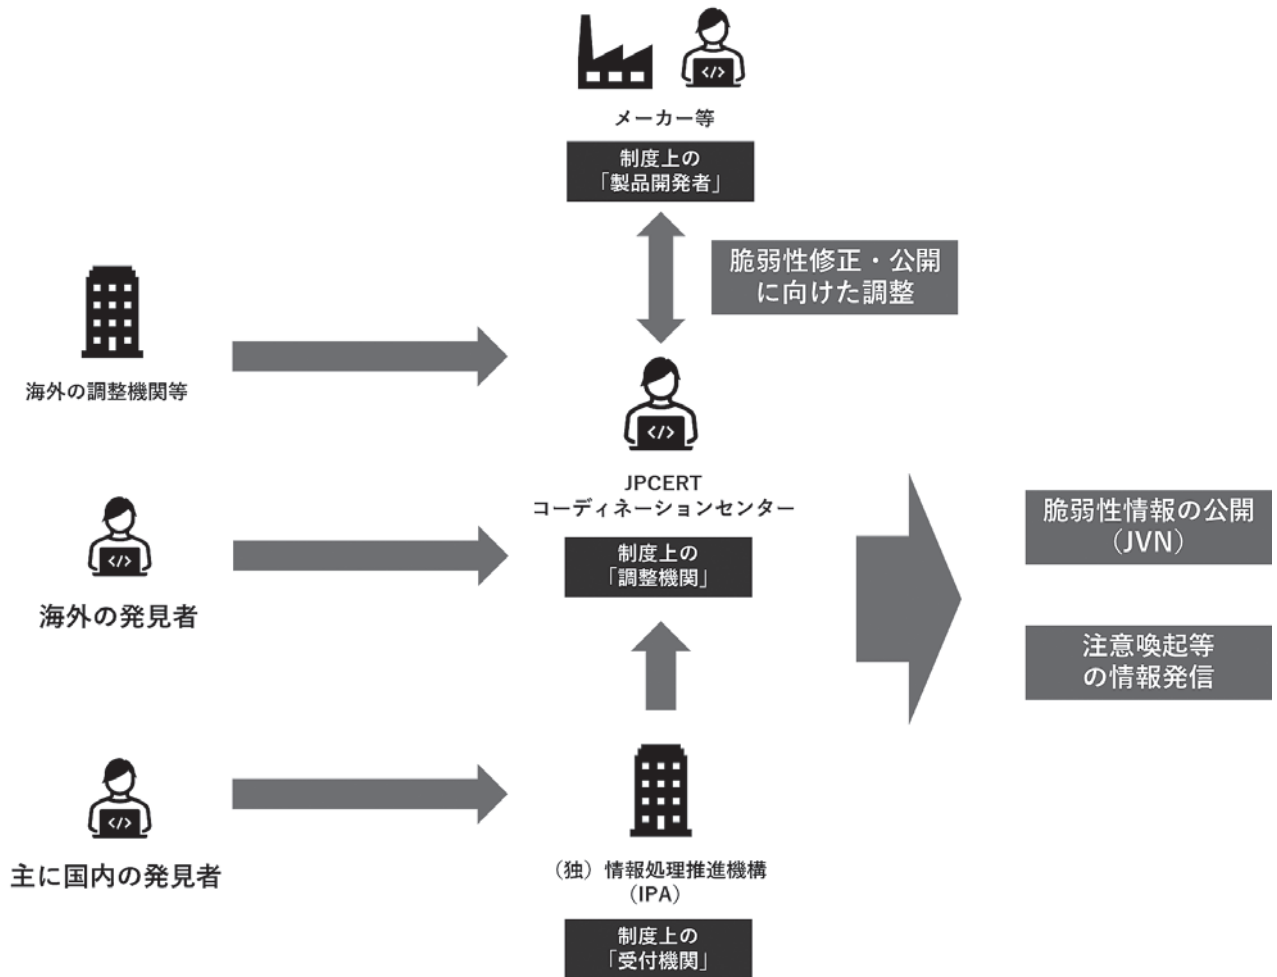 メーカー等
制度上の
「製品開発者」
脆弱性修正・公開
に向けた調整
海外の調整機関等
</>
JPCERT
コーディネーションセンター
制度上の
「調整機関」
海外の発見者
脆弱性情報の公開
（JVN）
注意喚起等
の情報発信
主に国内の発見者
（独）情報処理推進機構
（IPA）
制度上の
「受付機関」